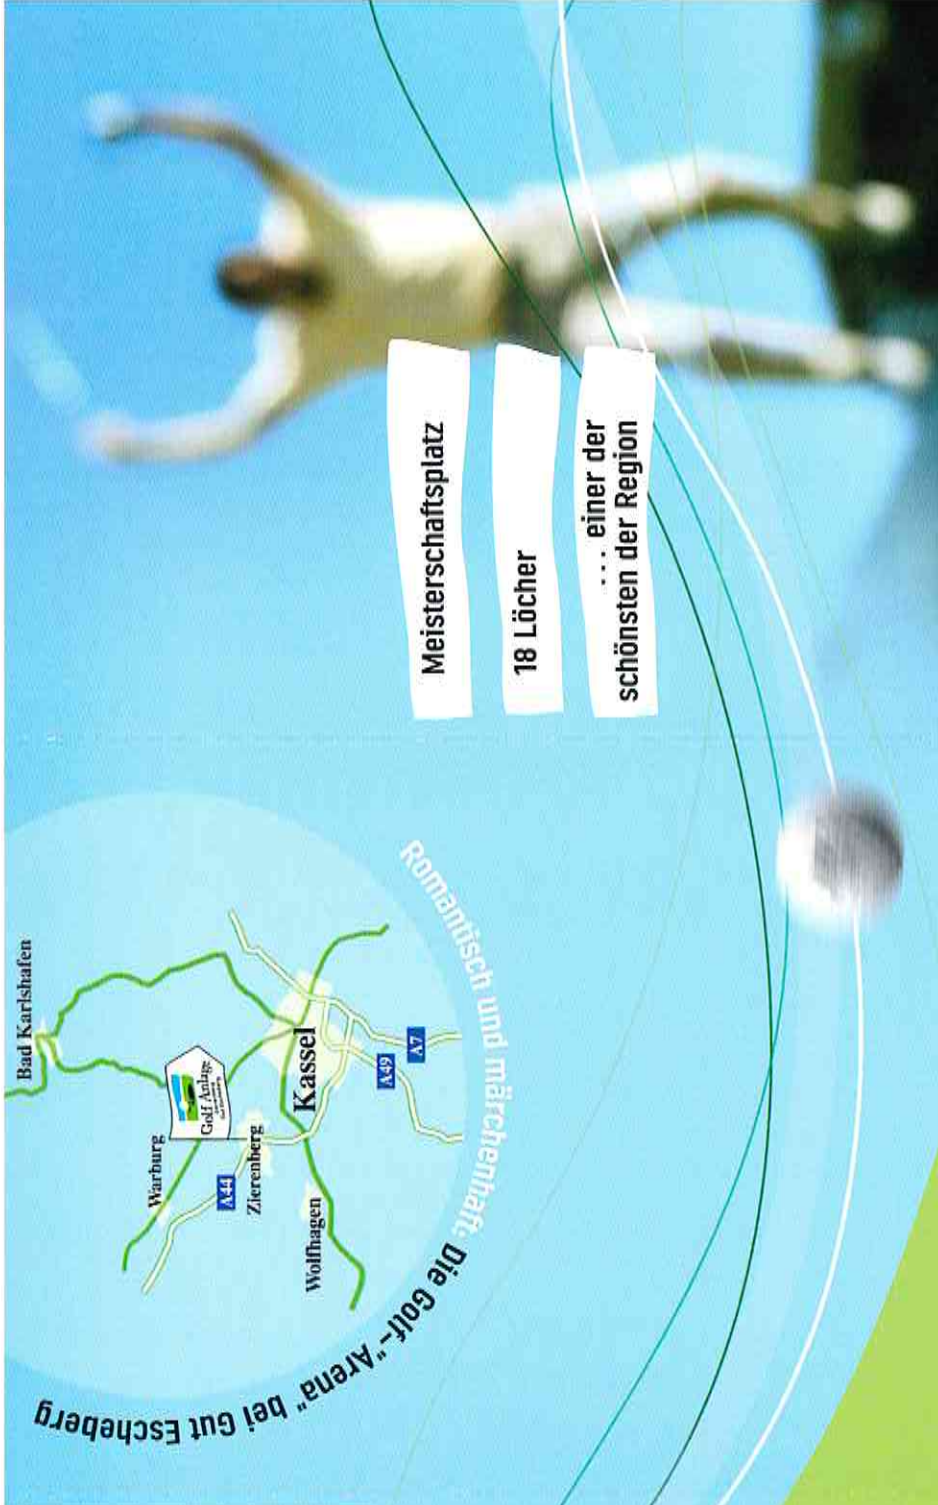 Meisterschaftsplatz
18 Löcher
... einer der
schönsten der Region
Romantisch und märchenhaft: Die Golf-"Arena" bei Gut Escheberg
Bad Karlshafen
Warburg
Golf Anlage
A44
Zierenberg
Kassel
Wolfhagen
A49
A7